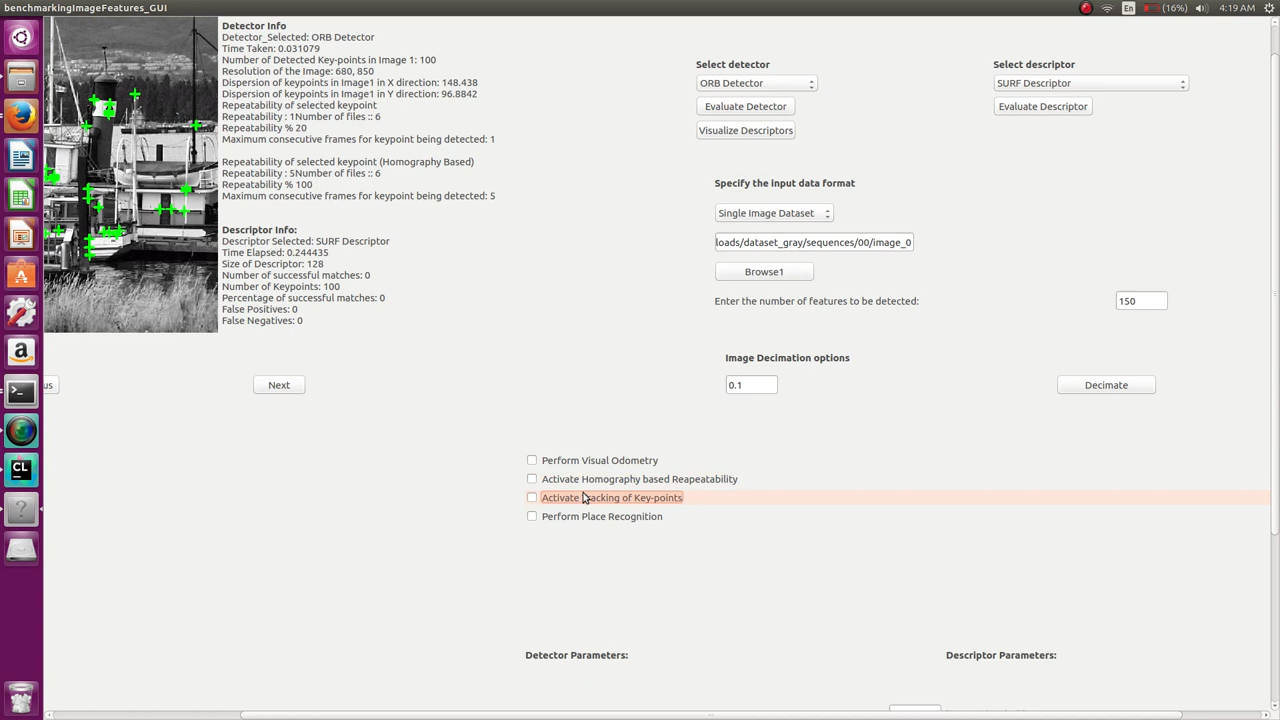 benchmarkingImageFeatures_GUI
En
(16%)
4:19 AM
Detector Info
Detector_Selected: ORB Detector
Time Taken: 0.031079
Number of Detected Key-points in Image 1: 100
Resolution of the Image: 680, 850
Dispersion of keypoints in Image1 in X direction: 148.438
Dispersion of keypoints in Image1 in Y direction: 96.8842
Repeatability of selected keypoint
Repeatability : 1Number of files :: 6
Repeatability % 20
Maximum consecutive frames for keypoint being detected: 1
Repeatability of selected keypoint (Homography Based)
Repeatability : 5Number of files :: 6
Repeatability % 100
Maximum consecutive frames for keypoint being detected: 5
Descriptor Info:
Descriptor Selected: SURF Descriptor
Time Elapsed: 0.244435
Size of Descriptor: 128
Number of successful matches: 0
Number of Keypoints: 100
Percentage of successful matches: 0
False Positives: 0
False Negatives: 0
us
Next
Select detector
ORB Detector
Evaluate Detector
Visualize Descriptors
Select descriptor
SURF Descriptor
Evaluate Descriptor
Specify the input data format
Single Image Dataset
loads/dataset_gray/sequences/00/image_0
Browse1
Enter the number of features to be detected:
150
Image Decimation options
0.1
Decimate
Perform Visual Odometry
Activate Homography based Reapeatability
Activate acking of Key-points
Perform Place Recognition
Detector Parameters:
Descriptor Parameters:
CL